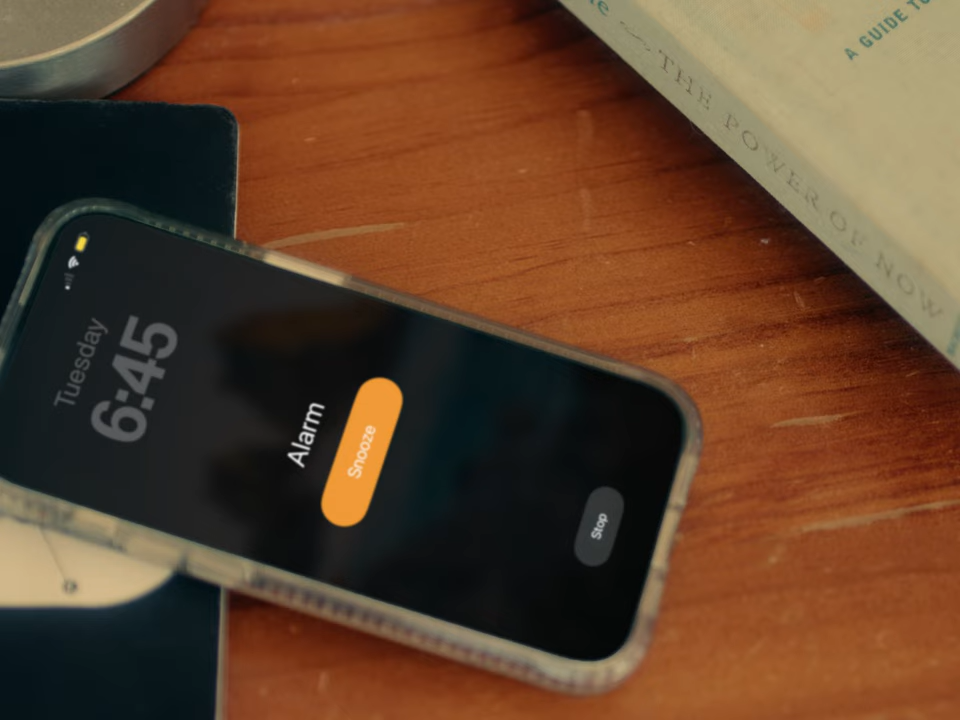 A GUIDE TO
THE POWER OF NOW
Tuesday
6:45
Alarm
Snooze
Stop